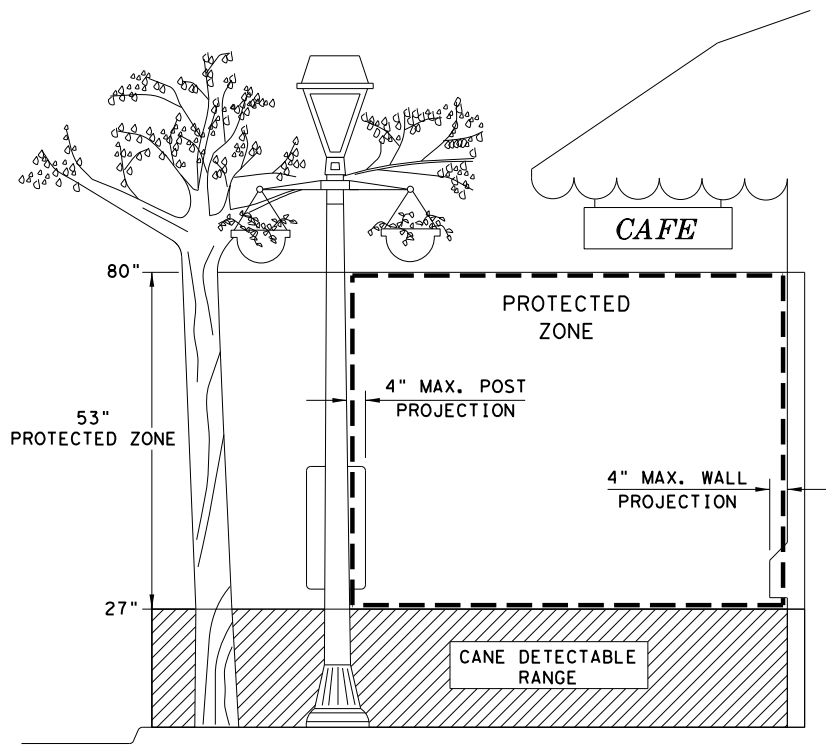 CAFE
80"
PROTECTED
ZONE
4" MAX. POST
PROJECTION
53"
PROTECTED ZONE
4" MAX. WALL
PROJECTION
27"
CANE DETECTABLE
RANGE